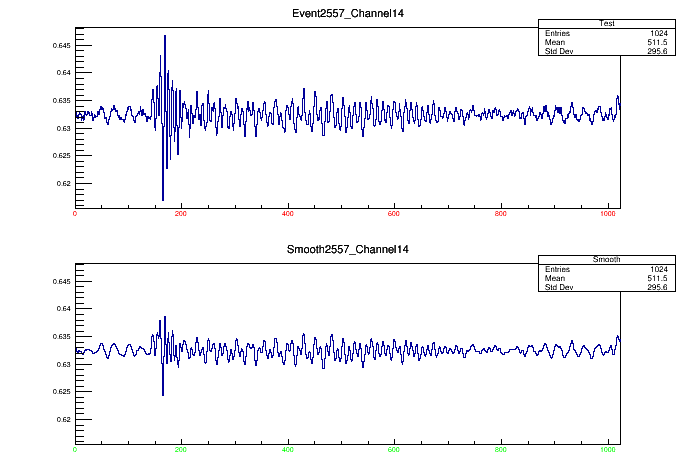 Event2557_Channel14
Test
Entries 1024
Mean 511.5
Std Dev 295.6
0.645
0.64
0.635
0.63
0.625
0.62
0 200 400 600 800 1000
Smooth2557_Channel14
Smooth
Entries 1024
Mean 511.5
Std Dev 295.6
0.645
0.64
0.635
0.63
0.625
0.62
0 200 400 600 800 1000